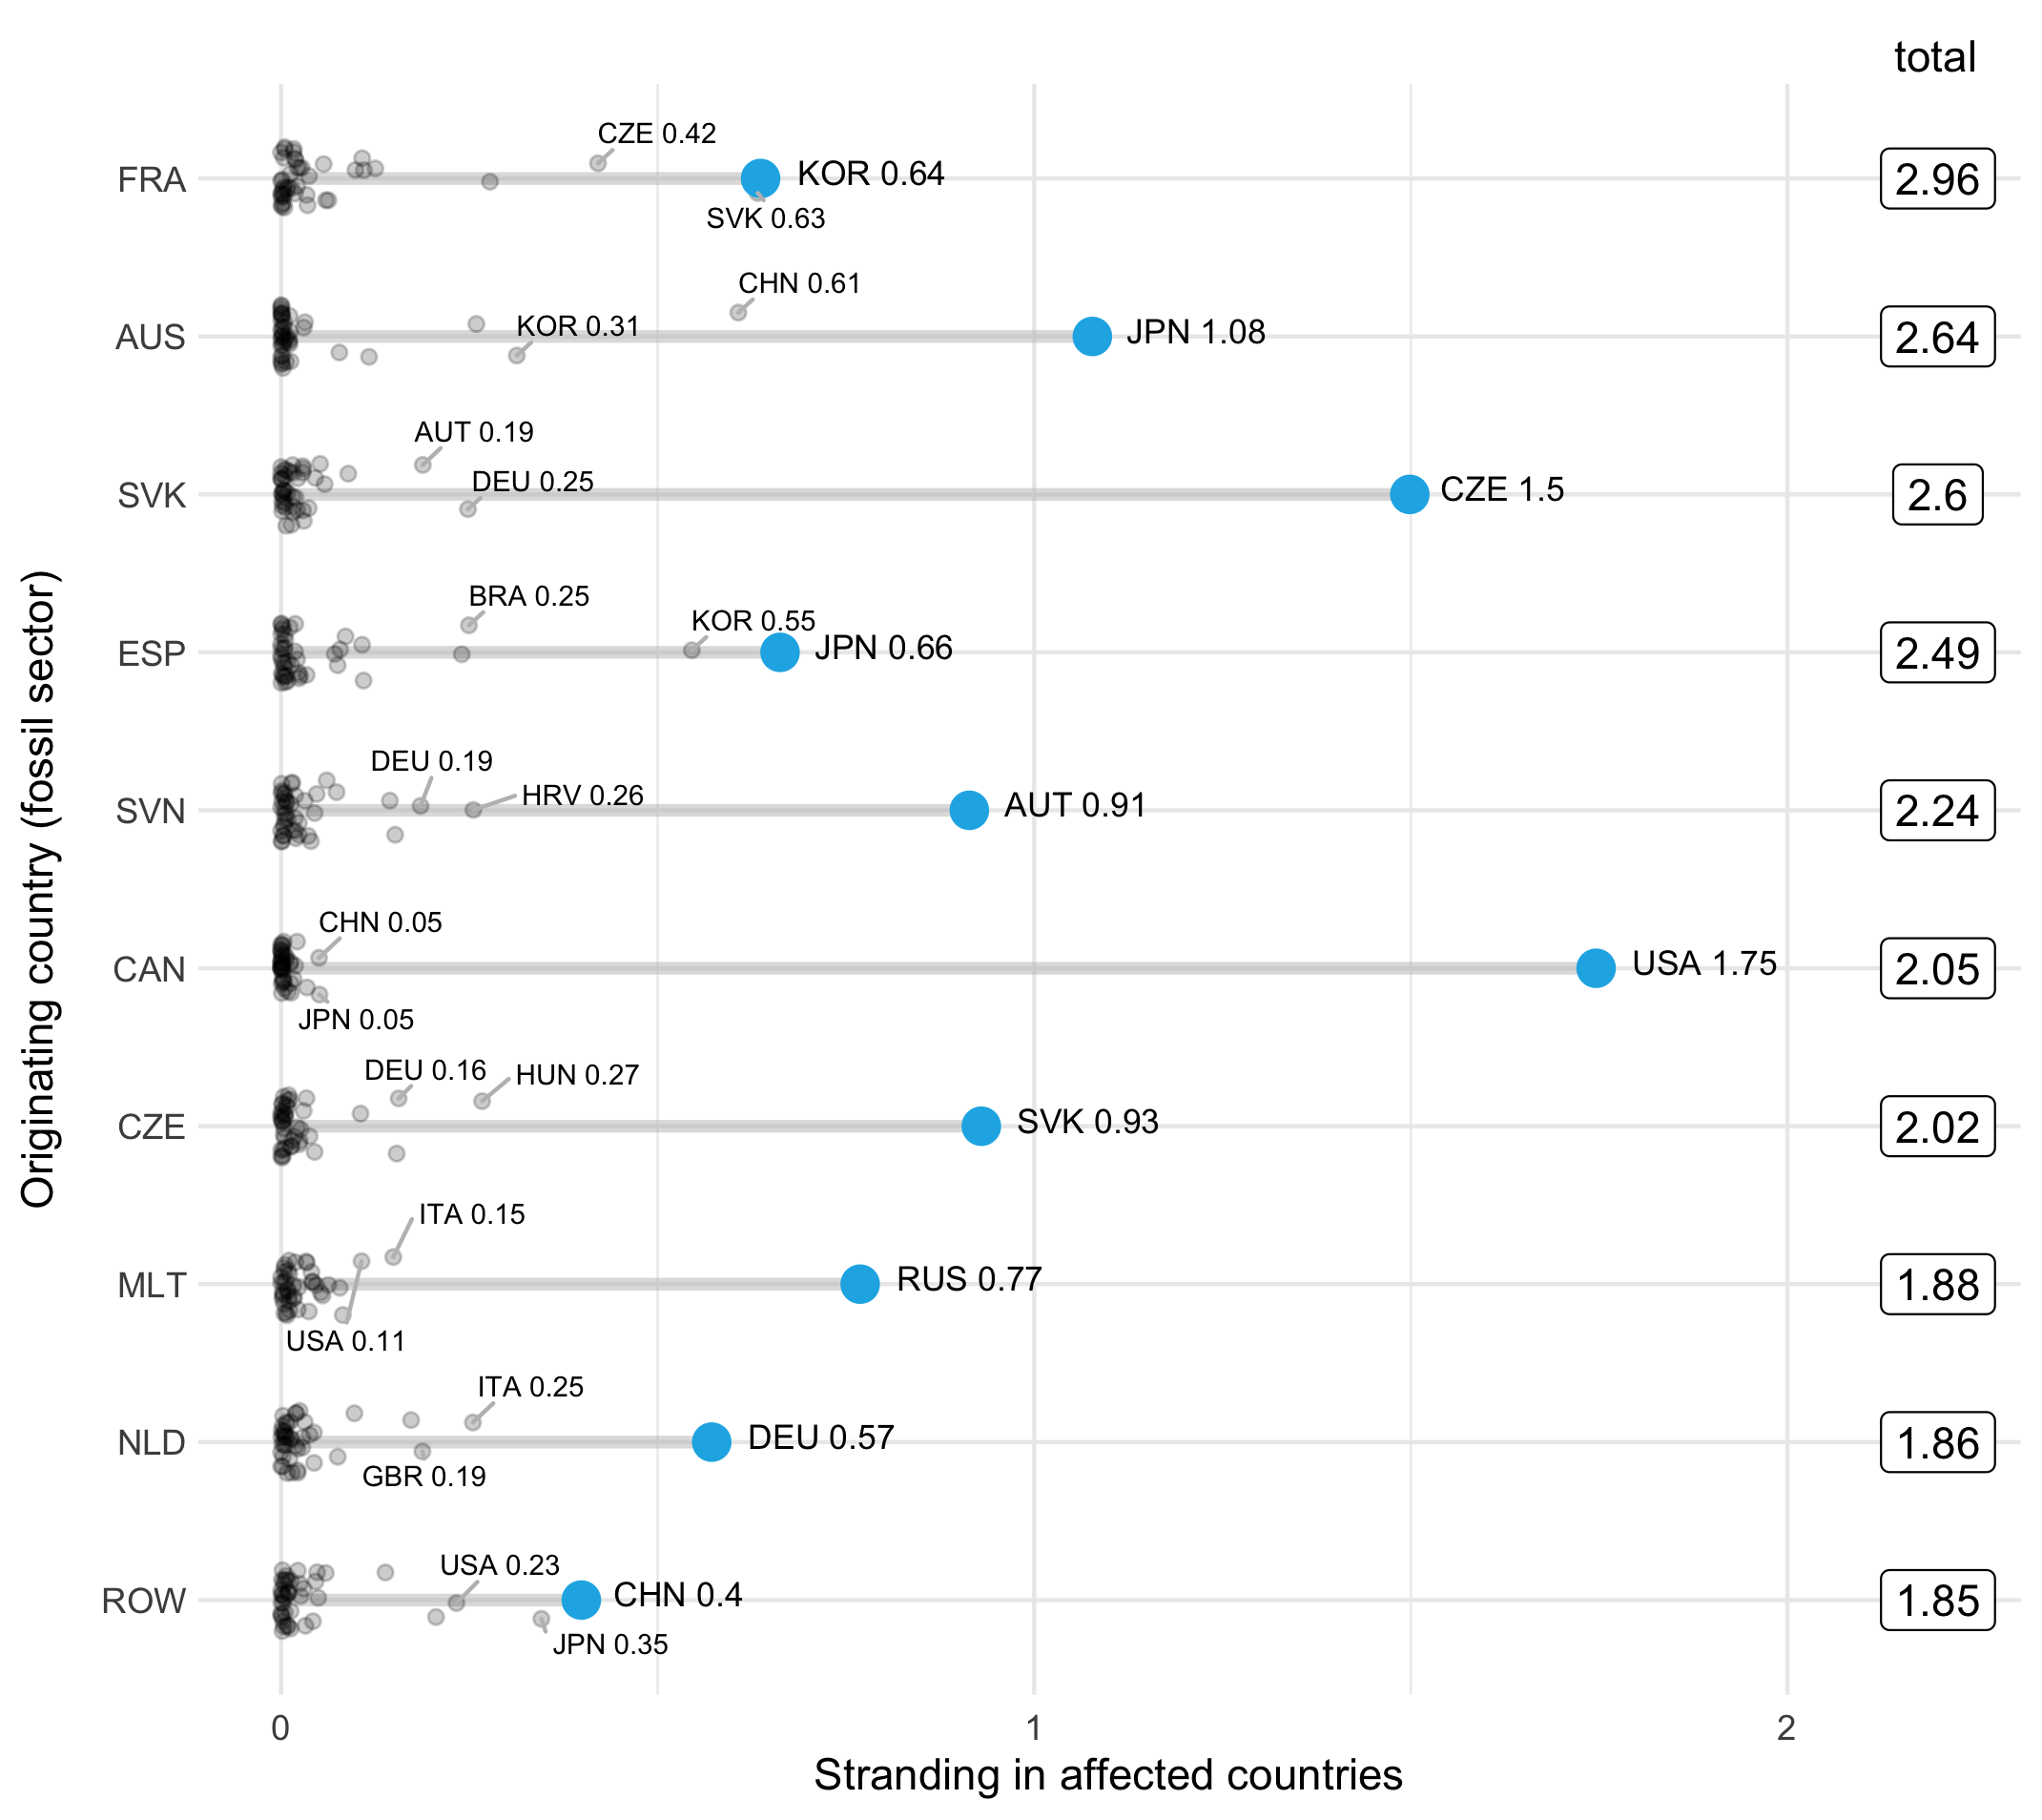 total
CZE 0.42
FRA
KOR 0.64
2.96
SVK 0.63
CHN 0.61
KOR 0.31
AUS
JPN 1.08
2.64
AUT 0.19
DEU 0.25
SVK
CZE 1.5
2.6
BRA 0.25
KOR 0.55
ESP
JPN 0.66
2.49
DEU 0.19
HRV 0.26
SVN
AUT 0.91
2.24
CHN 0.05
CAN
USA 1.75
2.05
JPN 0.05
DEU 0.16
HUN 0.27
CZE
SVK 0.93
2.02
ITA 0.15
MLT
RUS 0.77
1.88
USA 0.11
ITA 0.25
NLD
DEU 0.57
1.86
GBR 0.19
USA 0.23
ROW
CHN 0.4
1.85
JPN 0.35
0
1
2
Stranding in affected countries
Originating country (fossil sector)